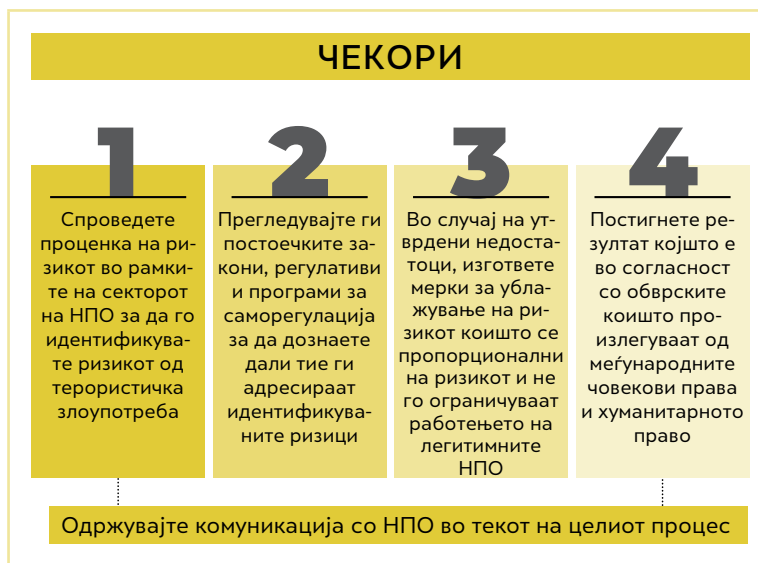 ЧЕКОРИ
1
Спроведете
проценка на ри-
зикот во рамки-
те на секторот
на НПО за да го
идентификува-
те ризикот од
терористичка
злоупотреба
2
Прегледувајте ги
постоечките за-
кони, регулативи
и програми за
саморегулација
за да дознаете
дали тие ги
адресираат
идентификува-
ните ризици
3
Во случај на ут-
врдени недоста-
тоци, изгответе
мерки за убла-
жување на ри-
зикот коишто се
пропорционални
на ризикот и не
го ограничуваат
работењето на
легитимните
НПО
4
Постигнете ре-
зултат којшто е
во согласност
со обврските
коишто про-
излегуваат од
меѓународните
човекови права
и хуманитарното
право
Одржувајте комуникација со НПО во текот на целиот процес